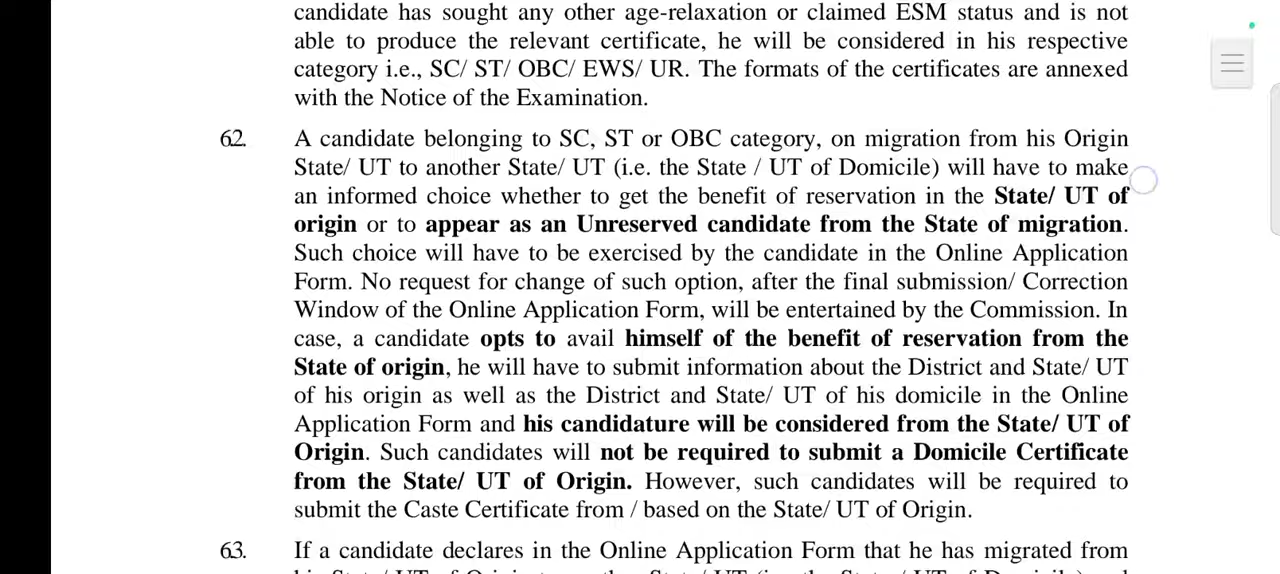 candidate has sought any other age-relaxation or claimed ESM status and is not
able to produce the relevant certificate, he will be considered in his respective
category i.e., SC/ ST/ OBC/ EWS/ UR. The formats of the certificates are annexed
with the Notice of the Examination.
6.2. A candidate belonging to SC, ST or OBC category, on migration from his Origin
State/ UT to another State/ UT (i.e. the State / UT of Domicile) will have to make
an informed choice whether to get the benefit of reservation in the State/ UT of
origin or to appear as an Unreserved candidate from the State of migration.
Such choice will have to be exercised by the candidate in the Online Application
Form. No request for change of such option, after the final submission/ Correction
Window of the Online Application Form, will be entertained by the Commission. In
case, a candidate opts to avail himself of the benefit of reservation from the
State of origin, he will have to submit information about the District and State/ UT
of his origin as well as the District and State/ UT of his domicile in the Online
Application Form and his candidature will be considered from the State/ UT of
Origin. Such candidates will not be required to submit a Domicile Certificate
from the State/ UT of Origin. However, such candidates will be required to
submit the Caste Certificate from / based on the State/ UT of Origin.
6.3. If a candidate declares in the Online Application Form that he has migrated from